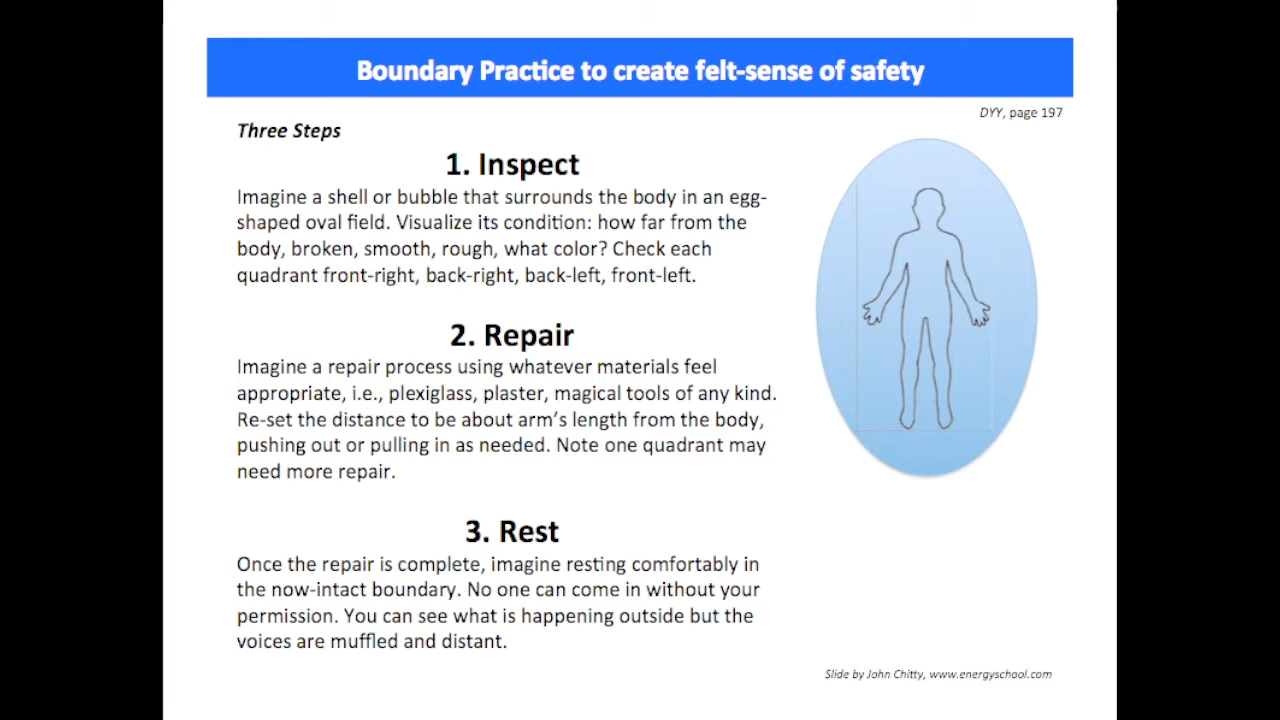 Boundary Practice to create felt-sense of safety
DYY, page 197
Three Steps
1. Inspect
Imagine a shell or bubble that surrounds the body in an egg-
shaped oval field. Visualize its condition: how far from the
body, broken, smooth, rough, what color? Check each
quadrant front-right, back-right, back-left, front-left.
2. Repair
Imagine a repair process using whatever materials feel
appropriate, i.e., plexiglass, plaster, magical tools of any kind.
Re-set the distance to be about arm’s length from the body,
pushing out or pulling in as needed. Note one quadrant may
need more repair.
3. Rest
Once the repair is complete, imagine resting comfortably in
the now-intact boundary. No one can come in without your
permission. You can see what is happening outside but the
voices are muffled and distant.
Slide by John Chitty, www.energyschool.com